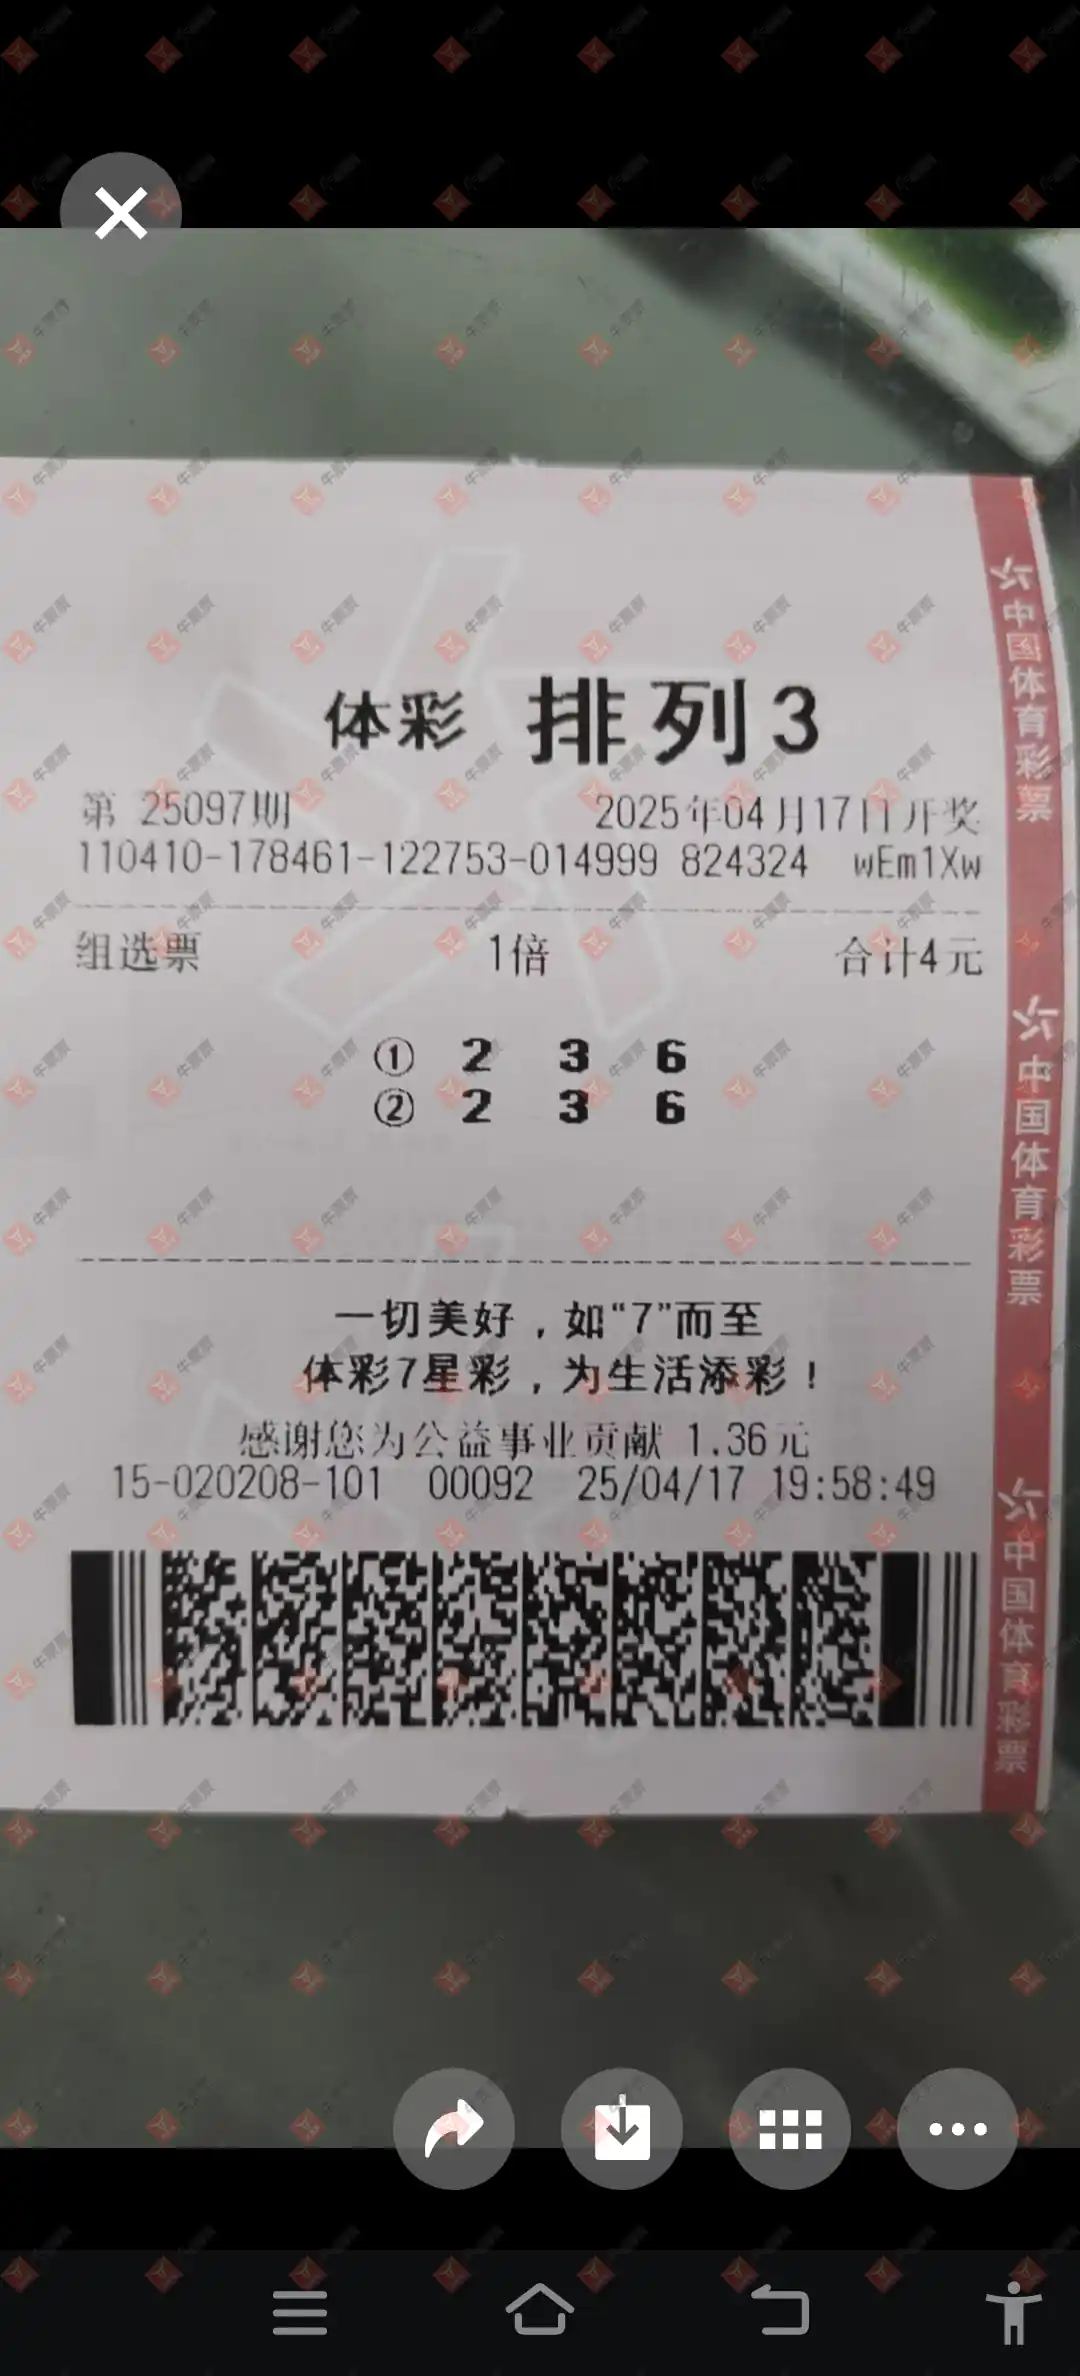 体彩 排列3
第 25097期 2025年04月17日开奖
110410-178461-122753-014999 824324 wEm1Xw
组选票 1倍 合计4元
① 2 3 6
② 2 3 6
一切美好，如“7”而至
体彩7星彩，为生活添彩！
感谢您为公益事业贡献 1.36元
15-020208-101 00092 25/04/17 19:58:49
中国体育彩票
中国体育彩票
中国体育彩票